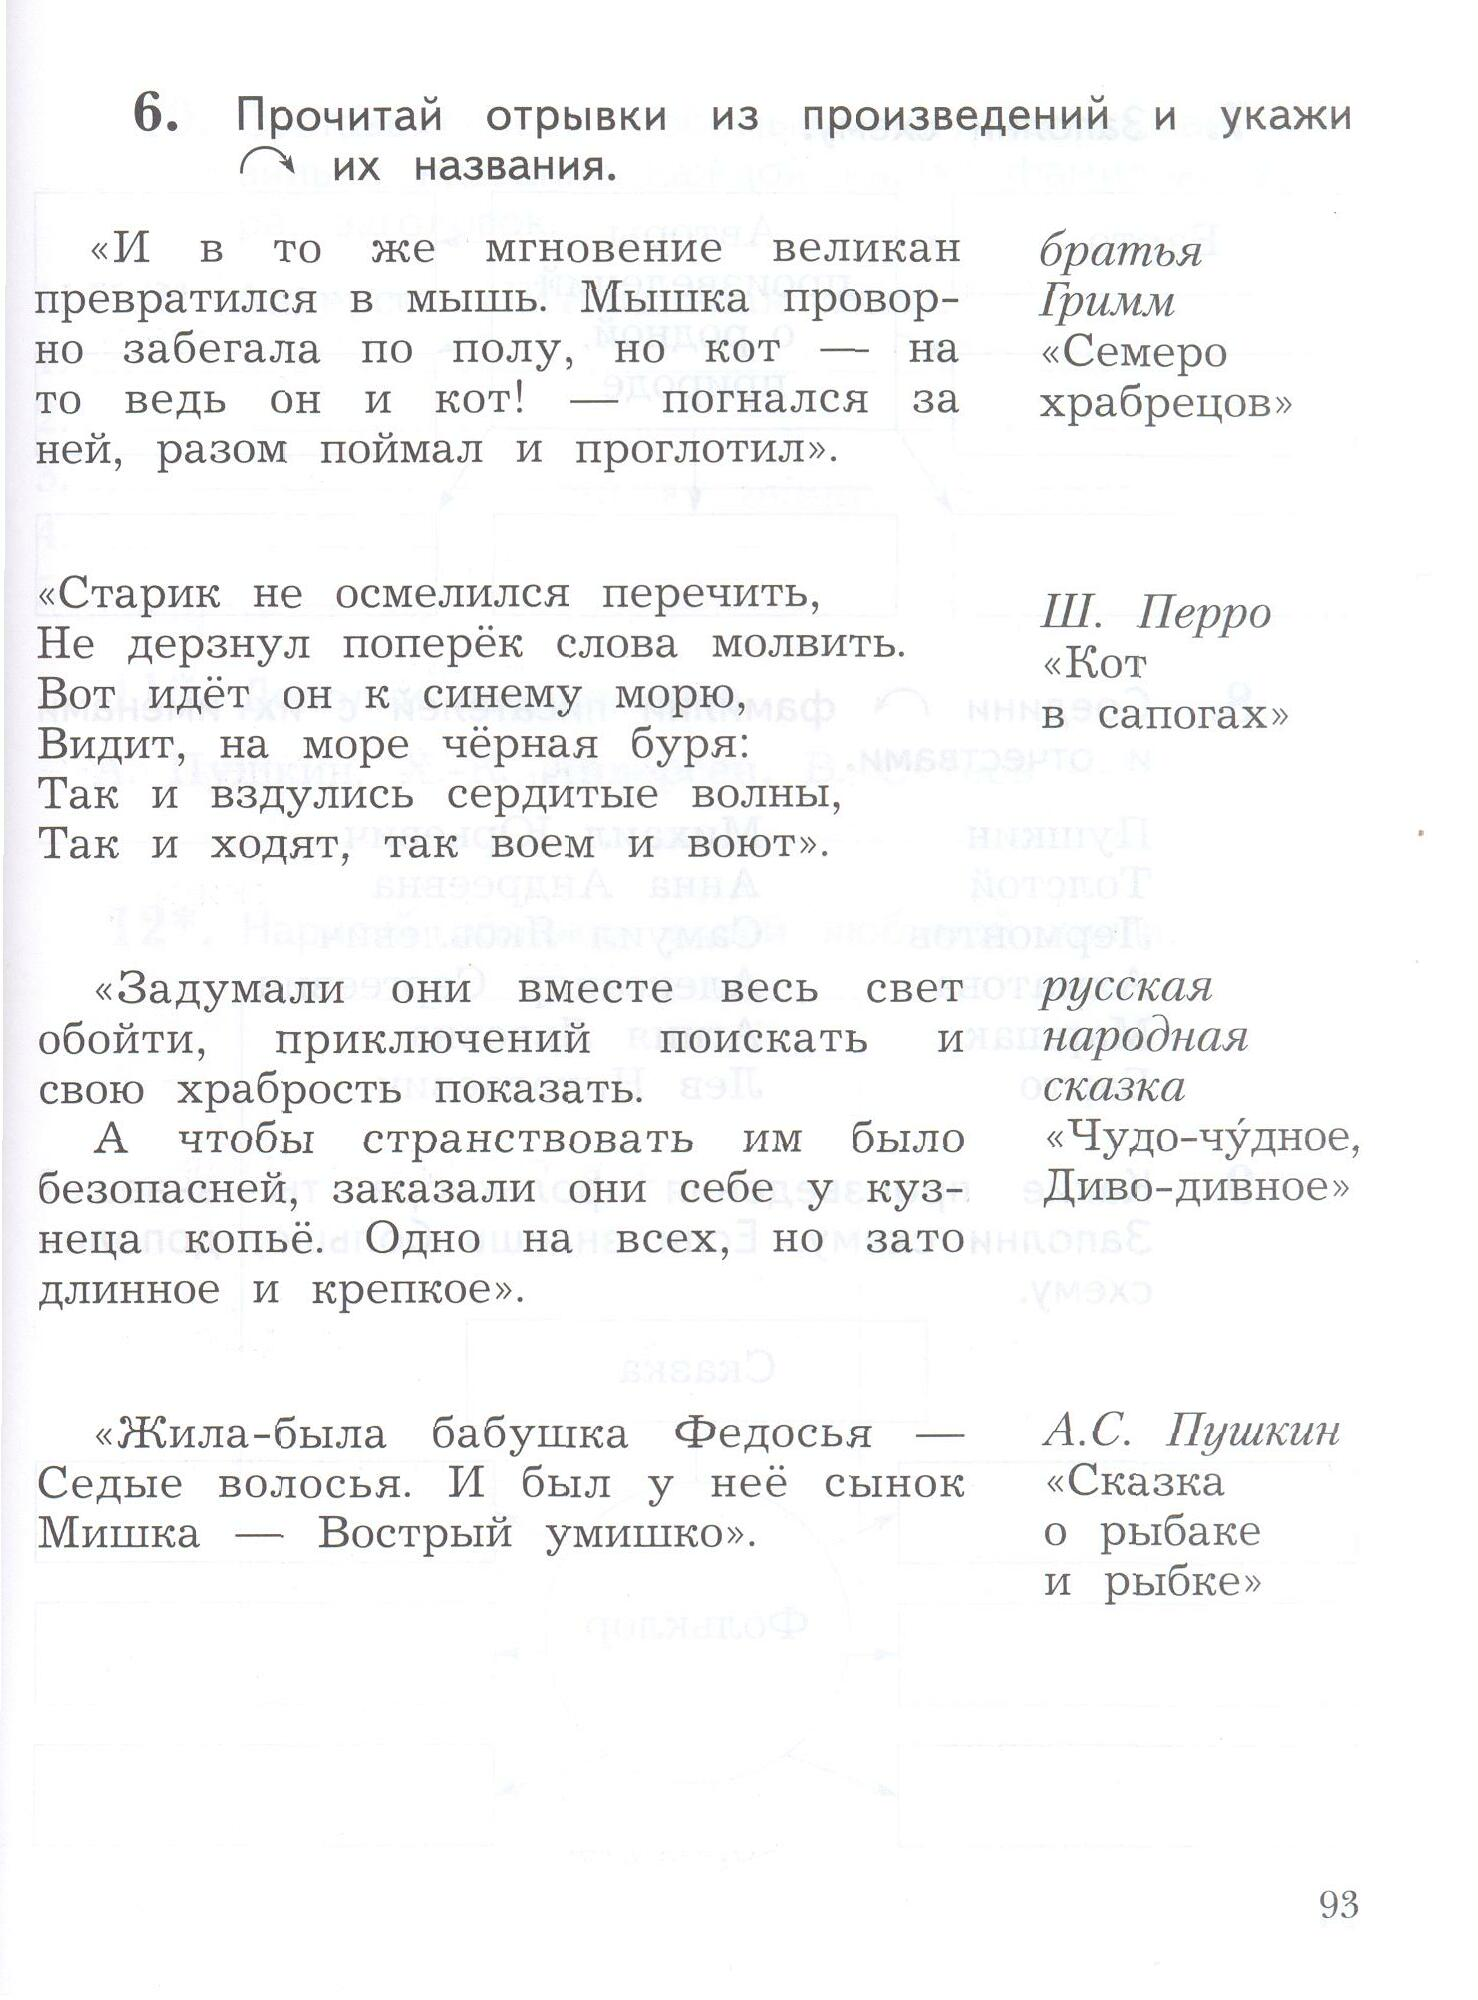 6. Прочитай отрывки из произведений и укажи
их названия.
«И в то же мгновение великан
превратился в мышь. Мышка провор-
но забегала по полу, но кот — на
то ведь он и кот! — погнался за
ней, разом поймал и проглотил».
братья
Гримм
«Семеро
храбрецов»
«Старик не осмелился перечить,
Не дерзнул поперёк слова молвить.
Вот идёт он к синему морю,
Видит, на море чёрная буря:
Так и вздулись сердитые волны,
Так и ходят, так воем и воют».
Ш. Перро
«Кот
в сапогах»
«Задумали они вместе весь свет
обойти, приключений поискать и
свою храбрость показать.
А чтобы странствовать им было
безопасней, заказали они себе у куз-
неца копьё. Одно на всех, но зато
длинное и крепкое».
русская
народная
сказка
«Чудо-чу́дное,
Диво-дивное»
«Жила-была бабушка Федосья —
Седые волосья. И был у неё сынок
Мишка — Вострый умишко».
А.С. Пушкин
«Сказка
о рыбаке
и рыбке»
93